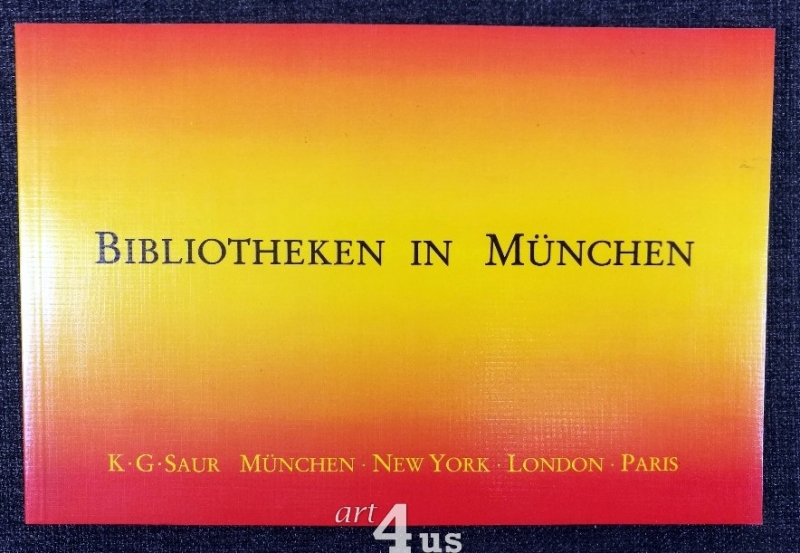 BIBLIOTHEKEN IN MÜNCHEN
K·G·SAUR MÜNCHEN · NEW YORK · LONDON · PARIS
art
4us